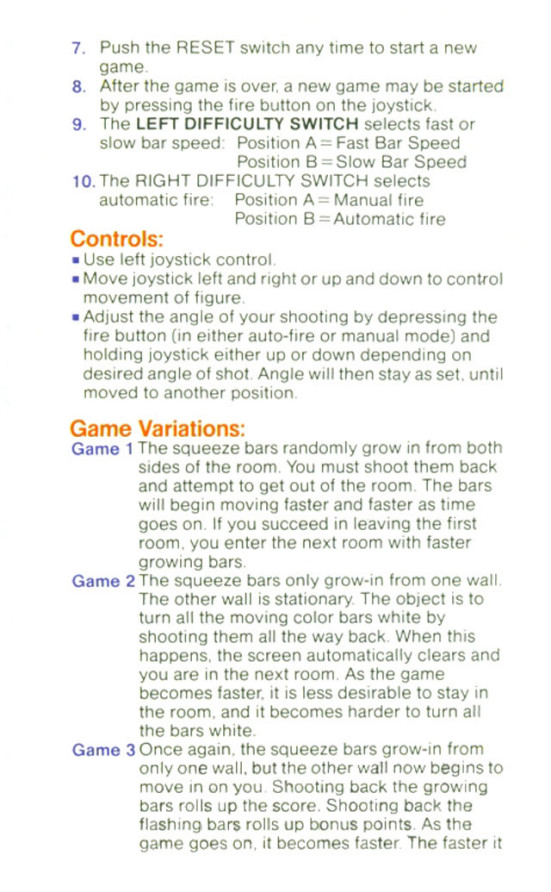 7. Push the RESET switch any time to start a new
game.
8. After the game is over, a new game may be started
by pressing the fire button on the joystick.
9. The LEFT DIFFICULTY SWITCH selects fast or
slow bar speed: Position A = Fast Bar Speed
Position B = Slow Bar Speed
10. The RIGHT DIFFICULTY SWITCH selects
automatic fire: Position A = Manual fire
Position B = Automatic fire
Controls:
▪ Use left joystick control.
▪ Move joystick left and right or up and down to control
movement of figure.
▪ Adjust the angle of your shooting by depressing the
fire button (in either auto-fire or manual mode) and
holding joystick either up or down depending on
desired angle of shot. Angle will then stay as set, until
moved to another position.
Game Variations:
Game 1 The squeeze bars randomly grow in from both
sides of the room. You must shoot them back
and attempt to get out of the room. The bars
will begin moving faster and faster as time
goes on. If you succeed in leaving the first
room, you enter the next room with faster
growing bars.
Game 2 The squeeze bars only grow-in from one wall.
The other wall is stationary. The object is to
turn all the moving color bars white by
shooting them all the way back. When this
happens, the screen automatically clears and
you are in the next room. As the game
becomes faster, it is less desirable to stay in
the room, and it becomes harder to turn all
the bars white.
Game 3 Once again, the squeeze bars grow-in from
only one wall, but the other wall now begins to
move in on you. Shooting back the growing
bars rolls up the score. Shooting back the
flashing bars rolls up bonus points. As the
game goes on, it becomes faster. The faster it